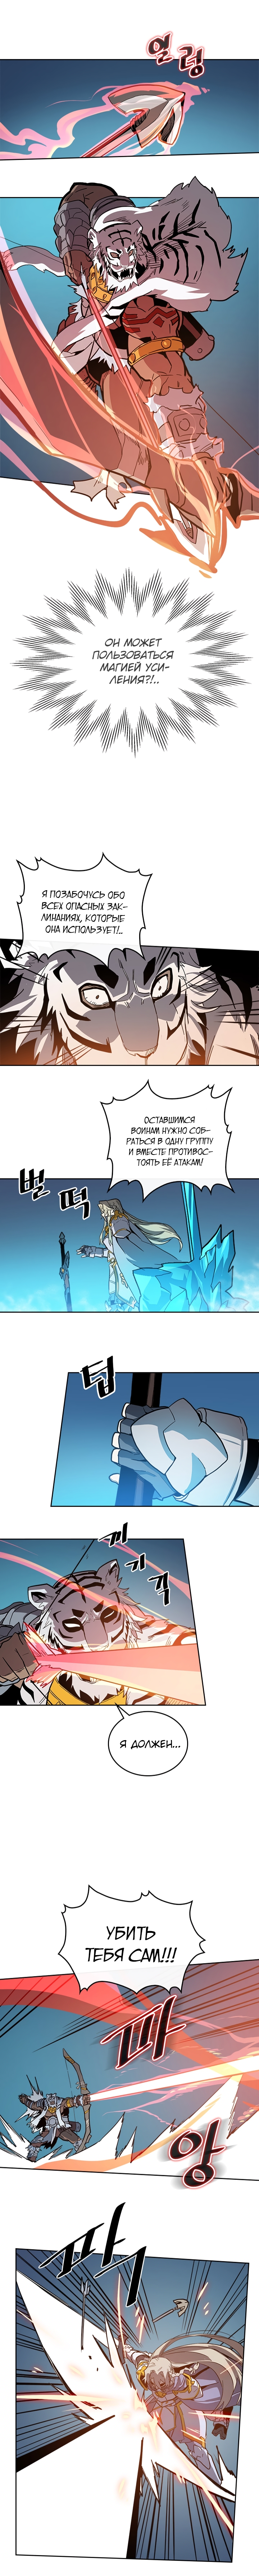 얼렁
ОН МОЖЕТ
ПОЛЬЗОВАТЬСЯ
МАГИЕЙ УСИ-
ЛЕНИЯ?!..
Я ПОЗАБОЧУСЬ ОБО
ВСЕХ ОПАСНЫХ ЗАК-
ЛИНАНИЯХ, КОТОРЫЕ
ОНА ИСПОЛЬЗУЕТ!..
ОСТАВШИМСЯ
ВОИНАМ НУЖНО СОБ-
РАТЬСЯ В ОДНУ ГРУППУ
И ВМЕСТЕ ПРОТИВОС-
ТОЯТЬ ЕЁ АТАКАМ!
벌
떡
텁
끼
기
긱
Я ДОЛЖЕН...
УБИТЬ
ТЕБЯ САМ!!!
파
앙
파